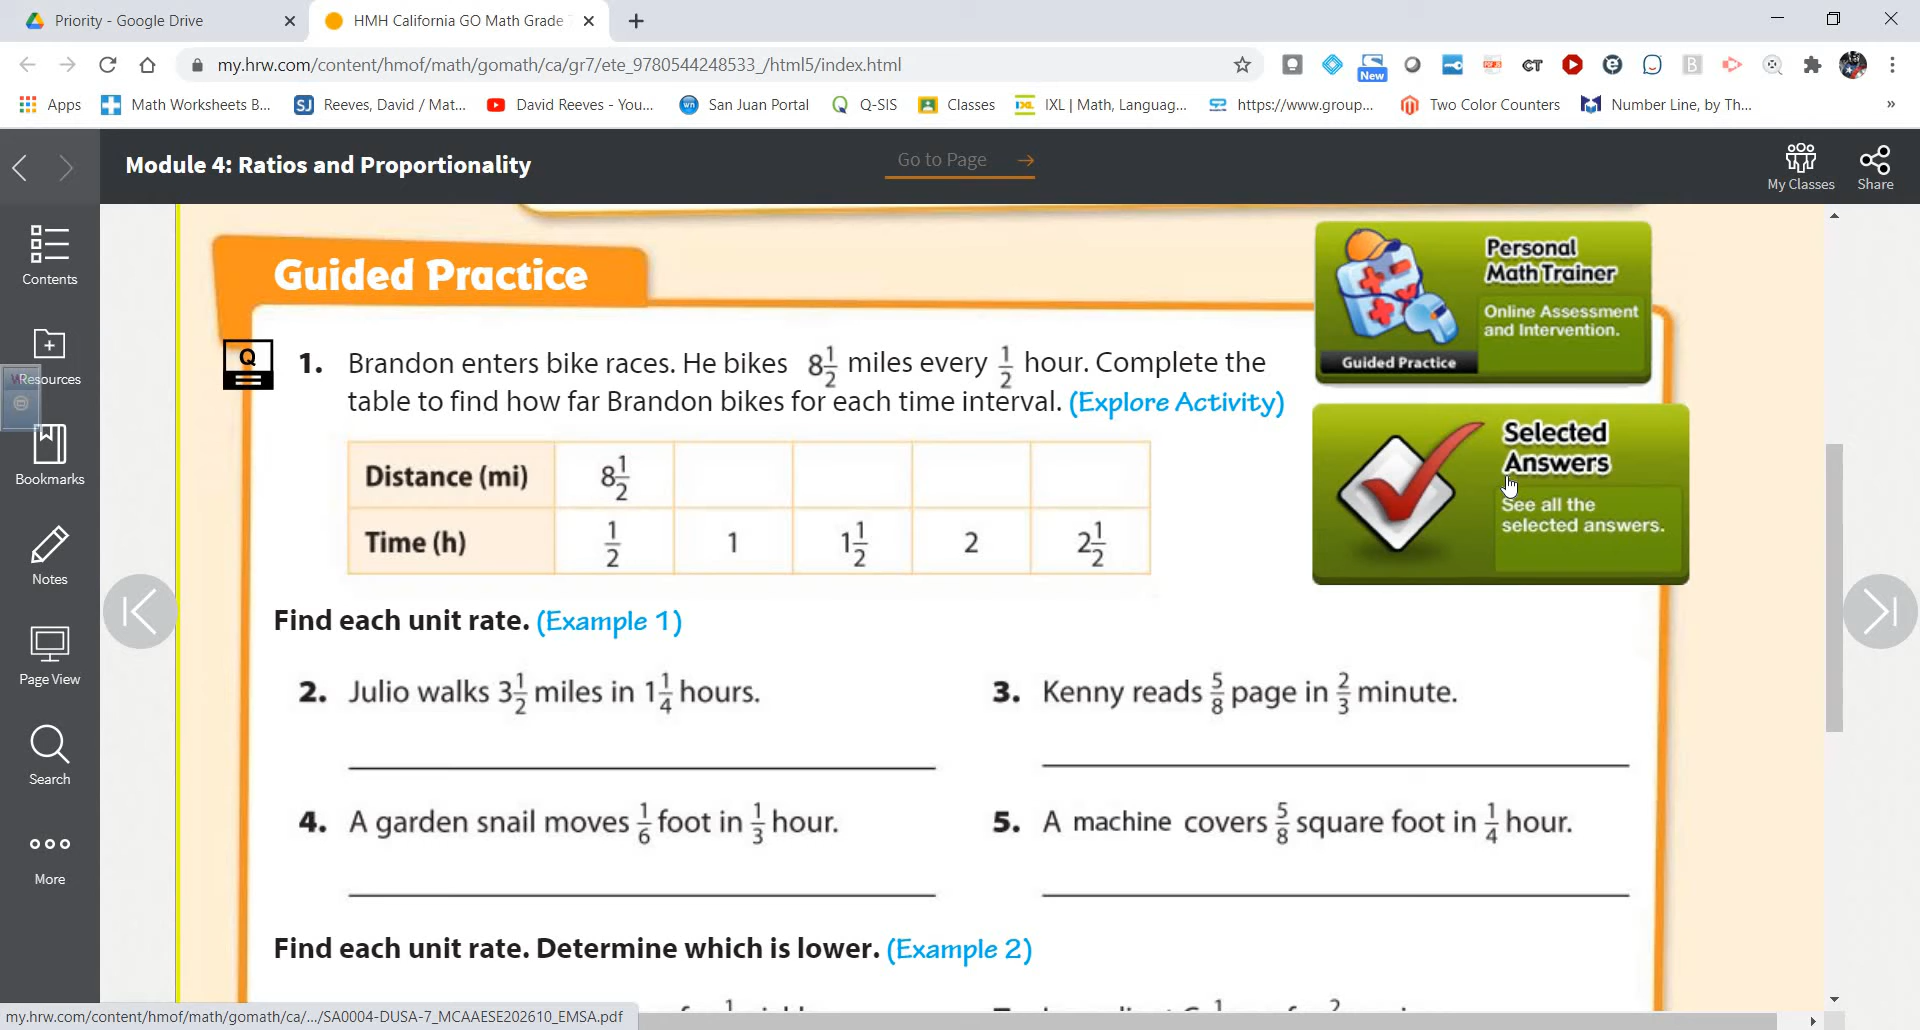 Priority - Google Drive
HMH California GO Math Grade
my.hrw.com/content/hmof/math/gomath/ca/gr7/ete_9780544248533_/html5/index.html
New
CT
B
Apps
Math Worksheets B...
SJ
Reeves, David / Mat...
David Reeves - You...
San Juan Portal
Q-SIS
Classes
IXL | Math, Languag...
https://www.group...
Two Color Counters
Number Line, by Th...
»
Module 4: Ratios and Proportionality
Go to Page
My Classes
Share
Contents
Resources
Bookmarks
Notes
Page View
Search
More
Guided Practice
Personal
Math Trainer
Online Assessment
and Intervention.
Guided Practice
Selected
Answers
See all the
selected answers.
Q
1. Brandon enters bike races. He bikes 8 1/2 miles every 1/2 hour. Complete the
table to find how far Brandon bikes for each time interval. (Explore Activity)
Distance (mi) 8 1/2
Time (h) 1/2 1 1 1/2 2 2 1/2
Find each unit rate. (Example 1)
2. Julio walks 3 1/2 miles in 1 1/4 hours.
3. Kenny reads 5/8 page in 2/3 minute.
4. A garden snail moves 1/6 foot in 1/3 hour.
5. A machine covers 5/8 square foot in 1/4 hour.
Find each unit rate. Determine which is lower. (Example 2)
my.hrw.com/content/hmof/math/gomath/ca/.../SA0004-DUSA-7_MCAAESE202610_EMSA.pdf